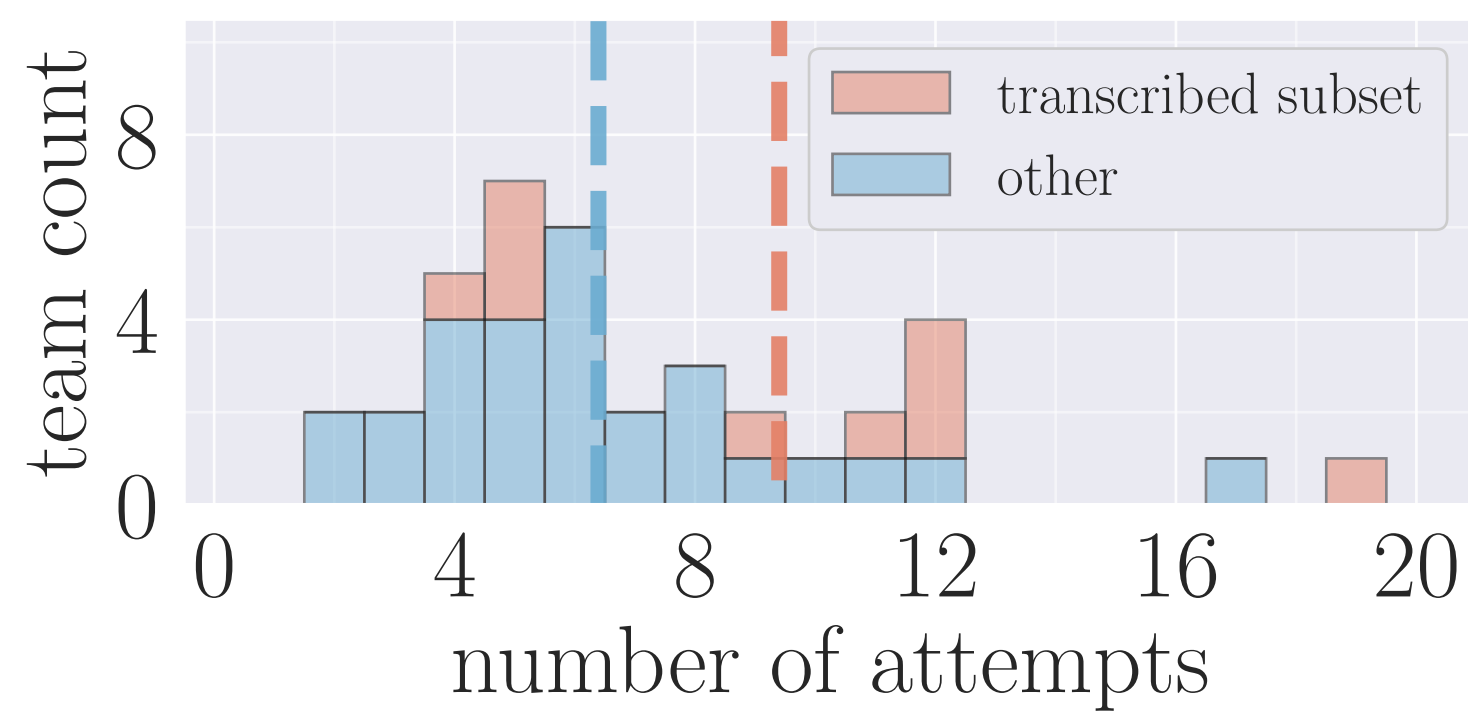 team count
8
4
0
transcribed subset
other
0 4 8 12 16 20
number of attempts